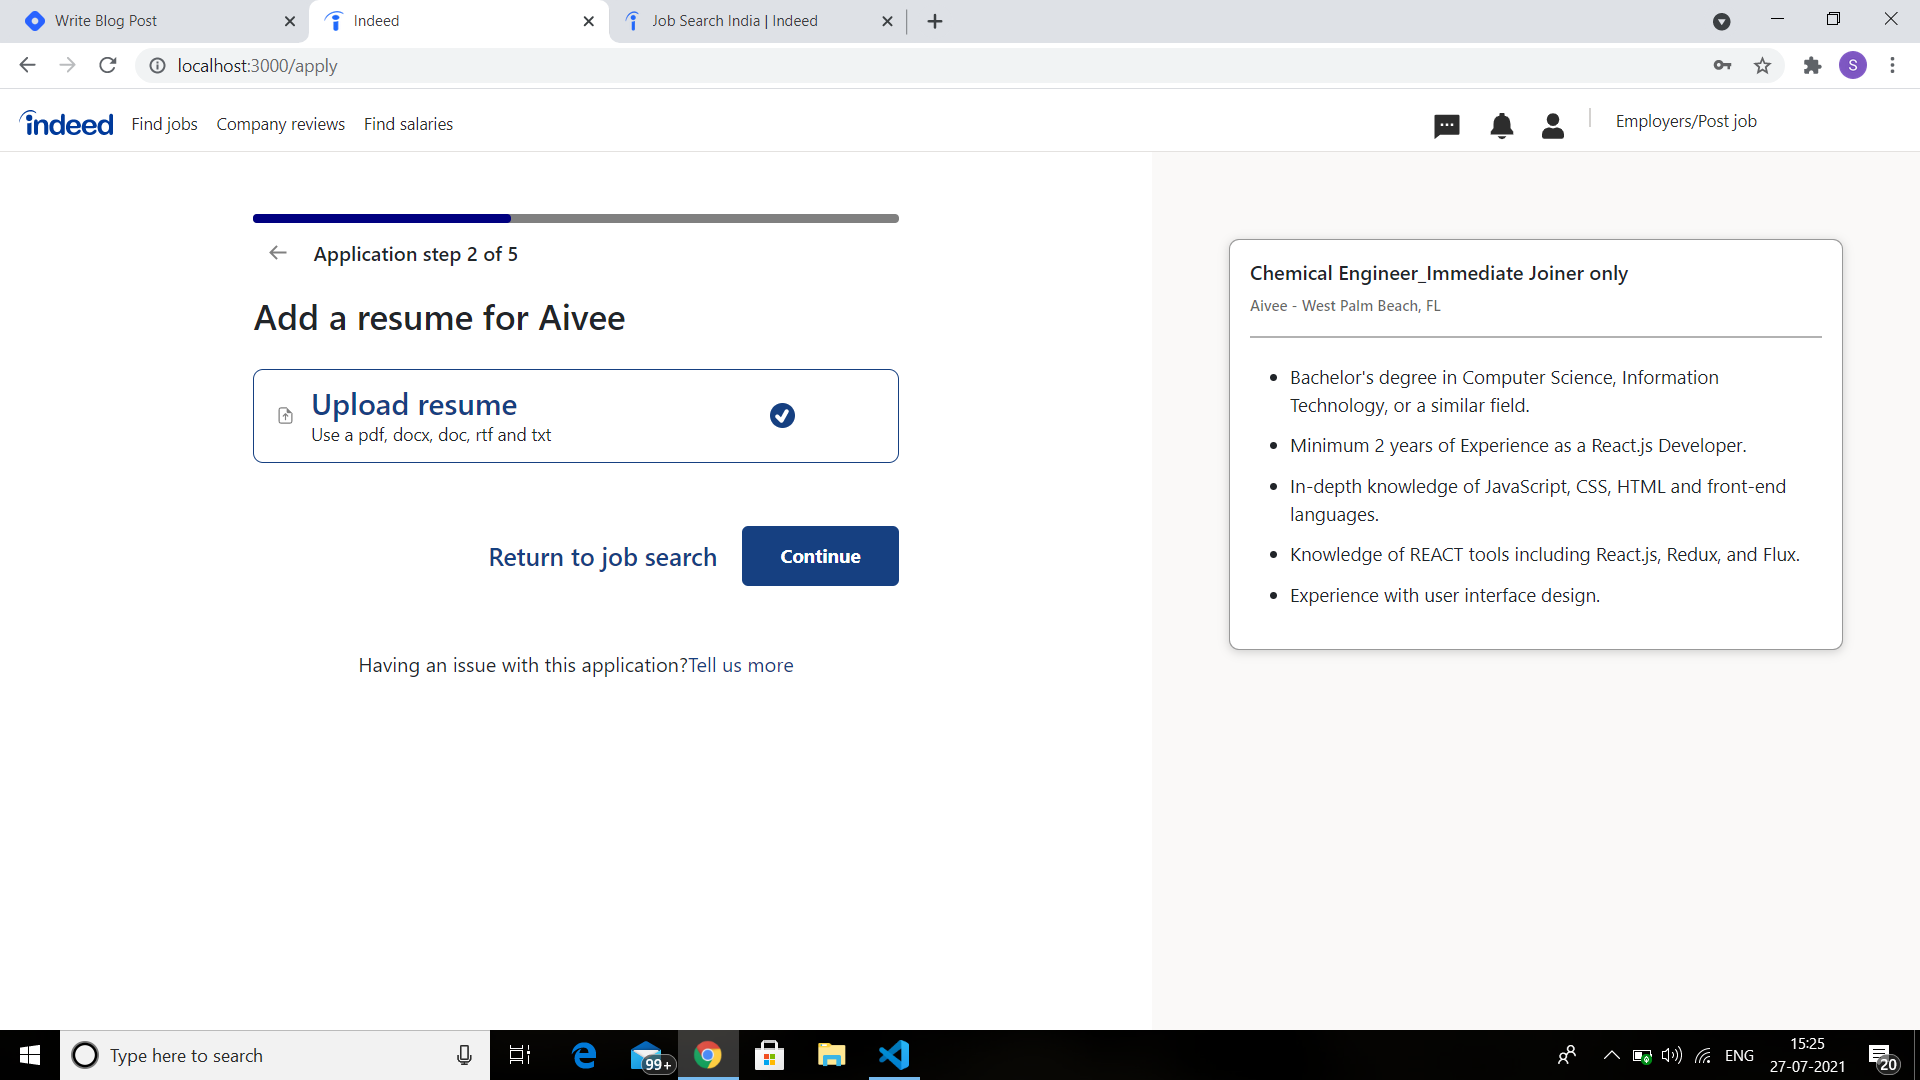 Write Blog Post
Indeed
Job Search India | Indeed
localhost:3000/apply
S
indeed
Find jobs
Company reviews
Find salaries
Employers/Post job
Application step 2 of 5
Add a resume for Aivee
Upload resume
Use a pdf, docx, doc, rtf and txt
Return to job search
Continue
Having an issue with this application?Tell us more
Chemical Engineer_Immediate Joiner only
Aivee - West Palm Beach, FL
Bachelor's degree in Computer Science, Information
Technology, or a similar field.
Minimum 2 years of Experience as a React.js Developer.
In-depth knowledge of JavaScript, CSS, HTML and front-end
languages.
Knowledge of REACT tools including React.js, Redux, and Flux.
Experience with user interface design.
Type here to search
99+
ENG
15:25
27-07-2021
20